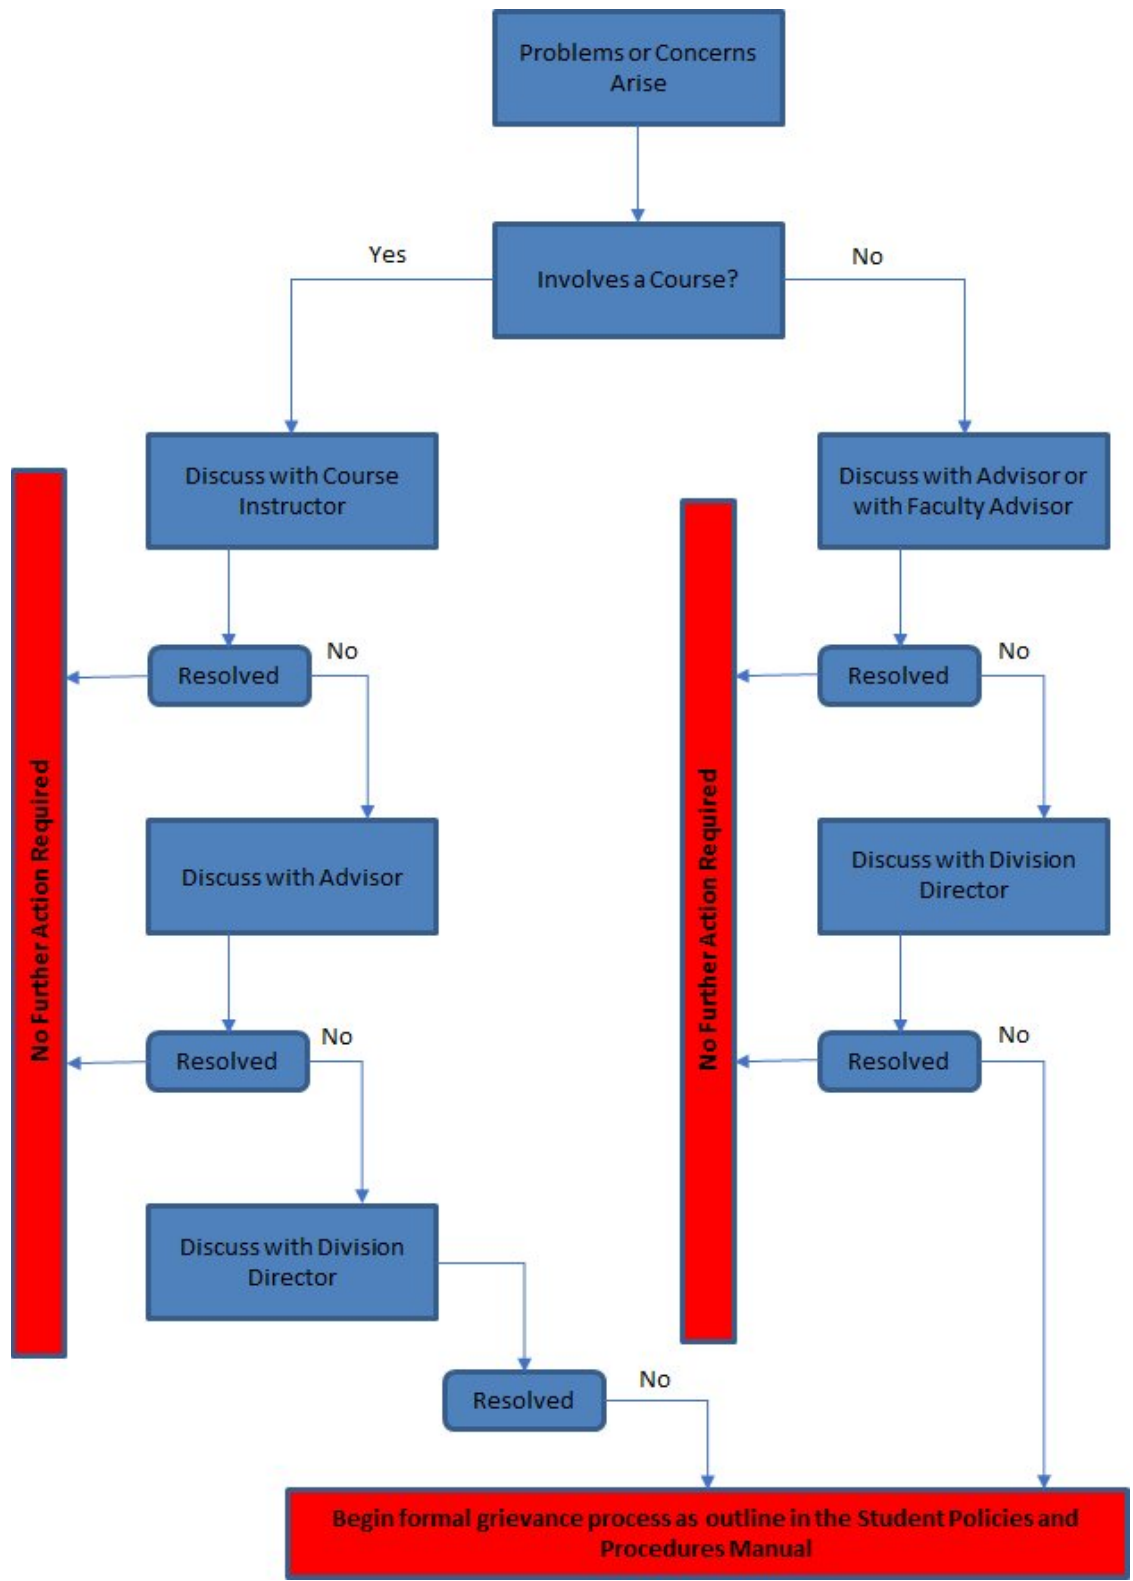 Problems or Concerns
Arise
Yes
Involves a Course?
No
Discuss with Course
Instructor
Discuss with Advisor or
with Faculty Advisor
No Further Action Required
No Further Action Required
Resolved
No
Resolved
No
Discuss with Advisor
Discuss with Division
Director
Resolved
No
Resolved
No
Discuss with Division
Director
Resolved
No
Begin formal grievance process as outline in the Student Policies and
Procedures Manual